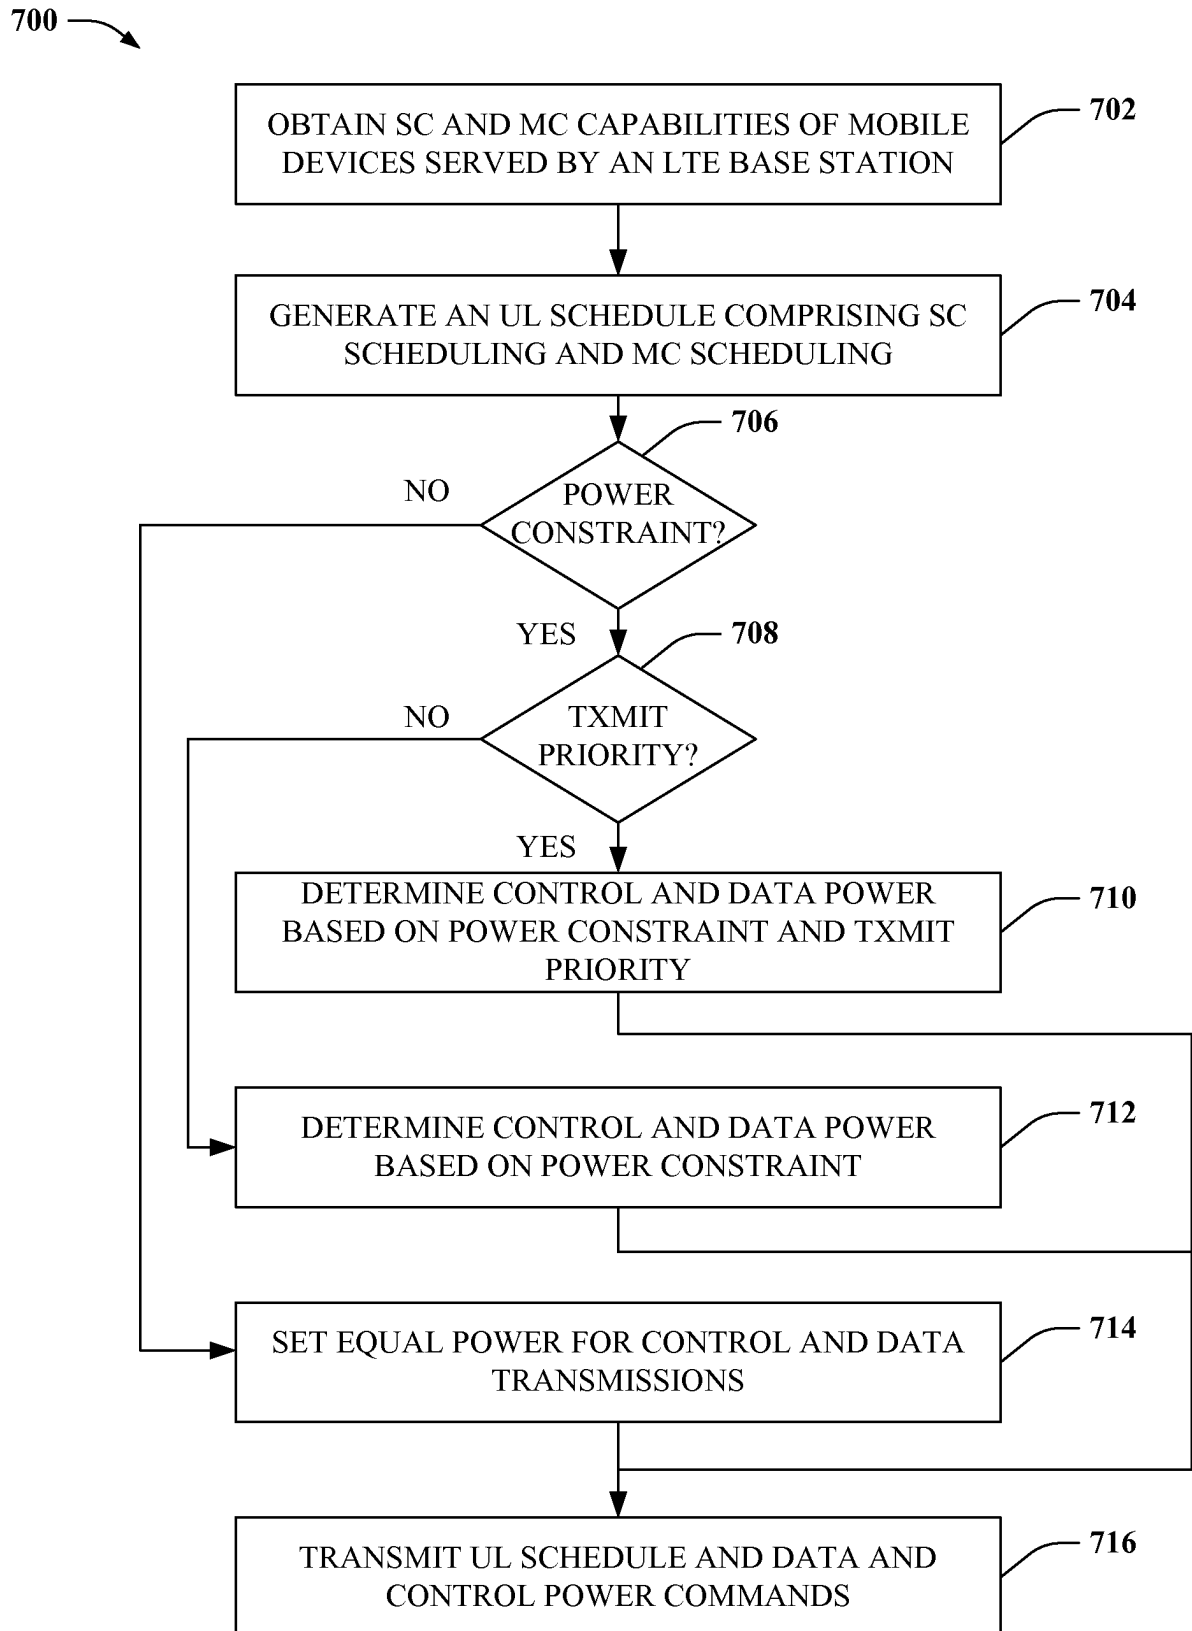 700
OBTAIN SC AND MC CAPABILITIES OF MOBILE
DEVICES SERVED BY AN LTE BASE STATION
702
GENERATE AN UL SCHEDULE COMPRISING SC
SCHEDULING AND MC SCHEDULING
704
706
NO
POWER
CONSTRAINT?
YES
708
NO
TXMIT
PRIORITY?
YES
DETERMINE CONTROL AND DATA POWER
BASED ON POWER CONSTRAINT AND TXMIT
PRIORITY
710
DETERMINE CONTROL AND DATA POWER
BASED ON POWER CONSTRAINT
712
SET EQUAL POWER FOR CONTROL AND DATA
TRANSMISSIONS
714
TRANSMIT UL SCHEDULE AND DATA AND
CONTROL POWER COMMANDS
716